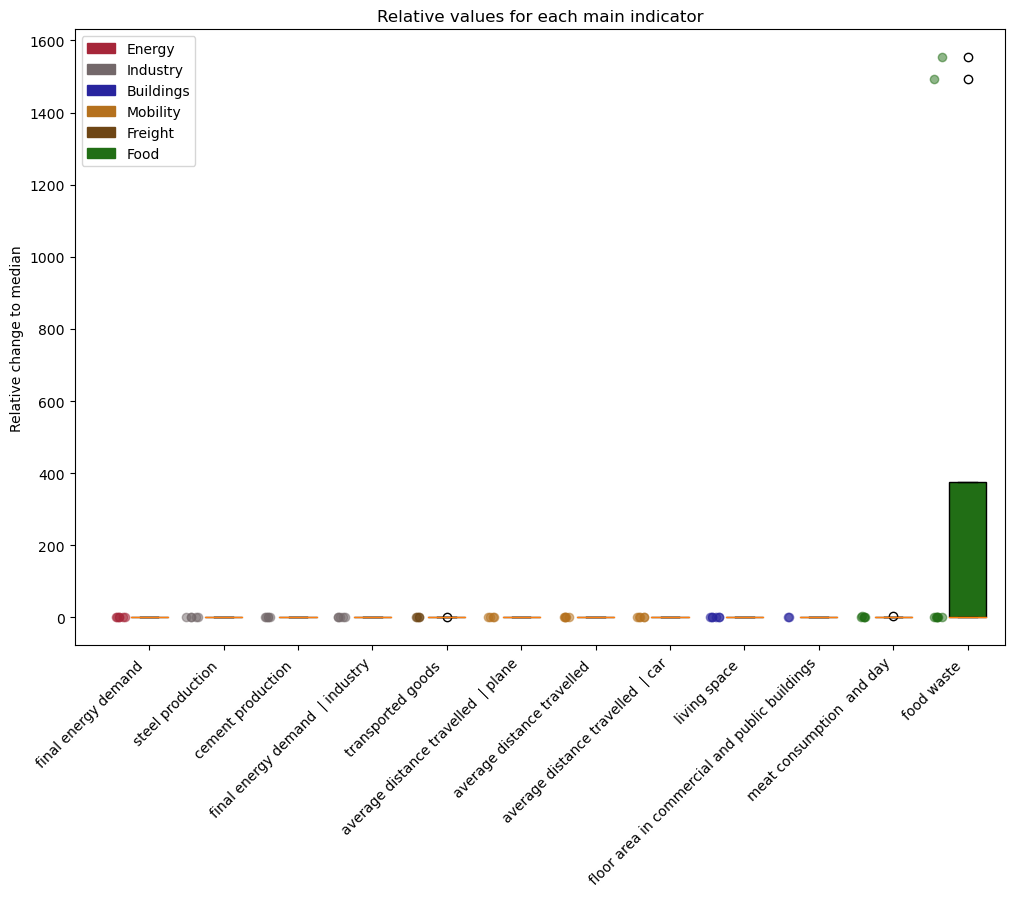 Relative values for each main indicator
Relative change to median
1600
1400
1200
1000
800
600
400
200
0
Energy
Industry
Buildings
Mobility
Freight
Food
final energy demand
steel production
cement production
final energy demand | industry
transported goods
average distance travelled | plane
average distance travelled
average distance travelled | car
living space
floor area in commercial and public buildings
meat consumption and day
food waste